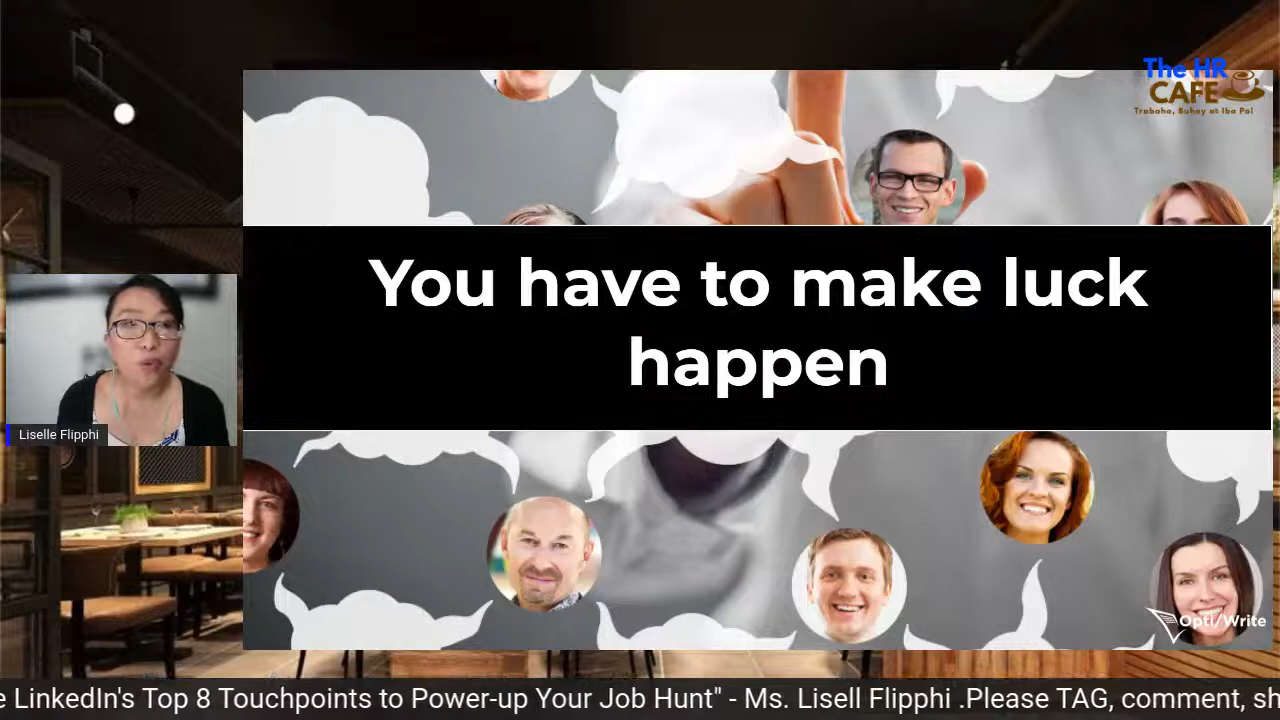 The HR
CAFE
Trabaho, Buhay at Iba Pa!
You have to make luck
happen
Liselle Flipphi
Opti/Write
e LinkedIn's Top 8 Touchpoints to Power-up Your Job Hunt" - Ms. Lisell Flipphi .Please TAG, comment, sh